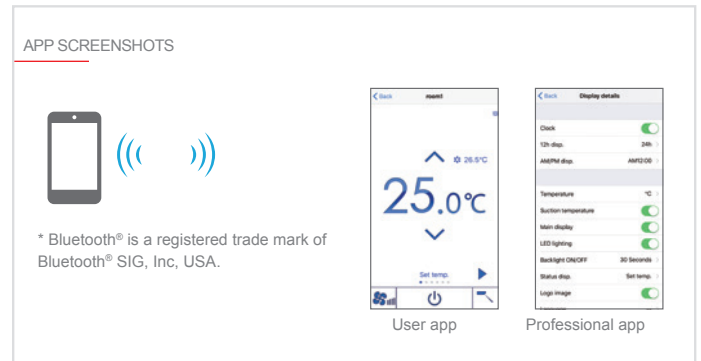 APP SCREENSHOTS
* Bluetooth® is a registered trade mark of
Bluetooth® SIG, Inc, USA.
Back room1
26.5°C
25.0°C
Set temp.
User app
Back Display details
Clock
12h disp. 24h
AM/PM disp. AM12:00
Temperature °C
Suction temperature
Main display
LED lighting
Backlight ON/OFF 30 Seconds
Status disp. Set temp.
Logo image
Professional app